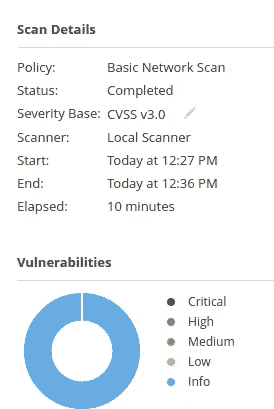 Scan Details
Policy: Basic Network Scan
Status: Completed
Severity Base: CVSS v3.0
Scanner: Local Scanner
Start: Today at 12:27 PM
End: Today at 12:36 PM
Elapsed: 10 minutes
Vulnerabilities
Critical
High
Medium
Low
Info